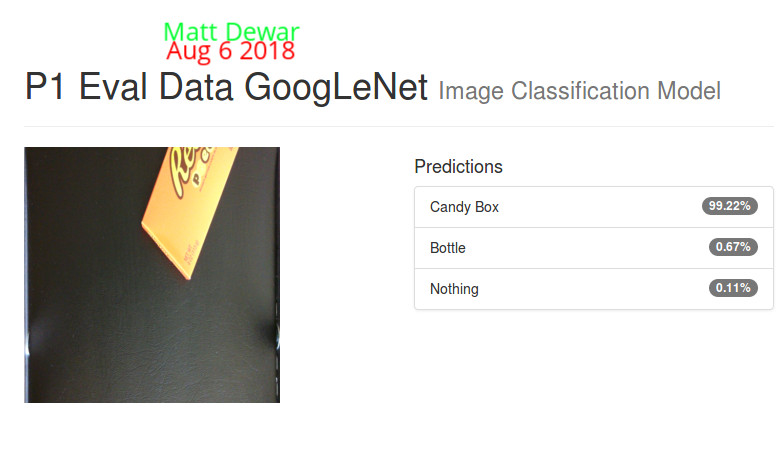 Matt Dewar
Aug 6 2018
P1 Eval Data GoogLeNet Image Classification Model
Predictions
Candy Box 99.22%
Bottle 0.67%
Nothing 0.11%